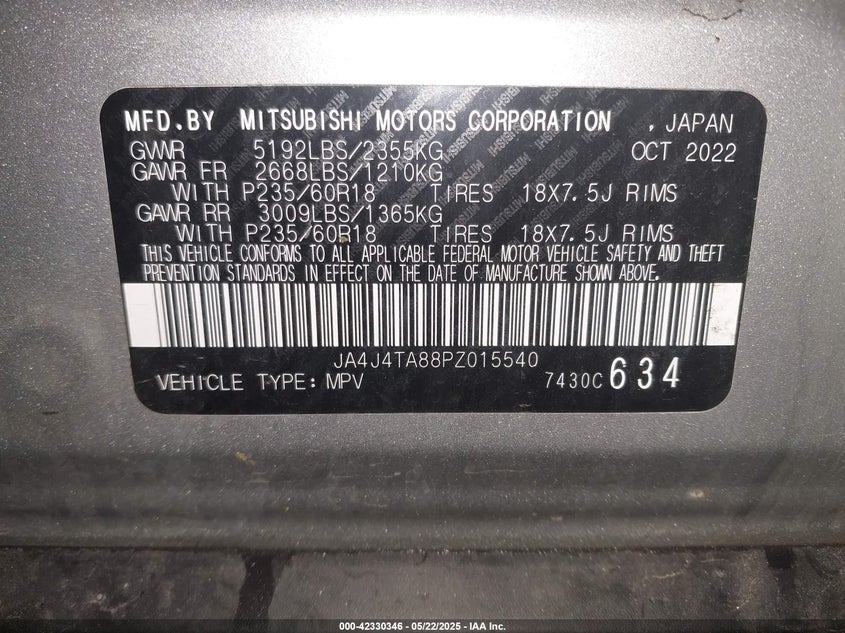 MFD.BY MITSUBISHI MOTORS CORPORATION , JAPAN
GVWR 5192LBS/2355KG OCT 2022
GAWR FR 2668LBS/1210KG
WITH P235/60R18 TIRES 18X7.5J RIMS
GAWR RR 3009LBS/1365KG
WITH P235/60R18 TIRES 18X7.5J RIMS
THIS VEHICLE CONFORMS TO ALL APPLICABLE FEDERAL MOTOR VEHICLE SAFETY AND THEFT
PREVENTION STANDARDS IN EFFECT ON THE DATE OF MANUFACTURE SHOWN ABOVE.
JA4J4TA88PZ015540
VEHICLE TYPE: MPV 7430C 634
000-42330346 - 05/22/2025 - IAA Inc.